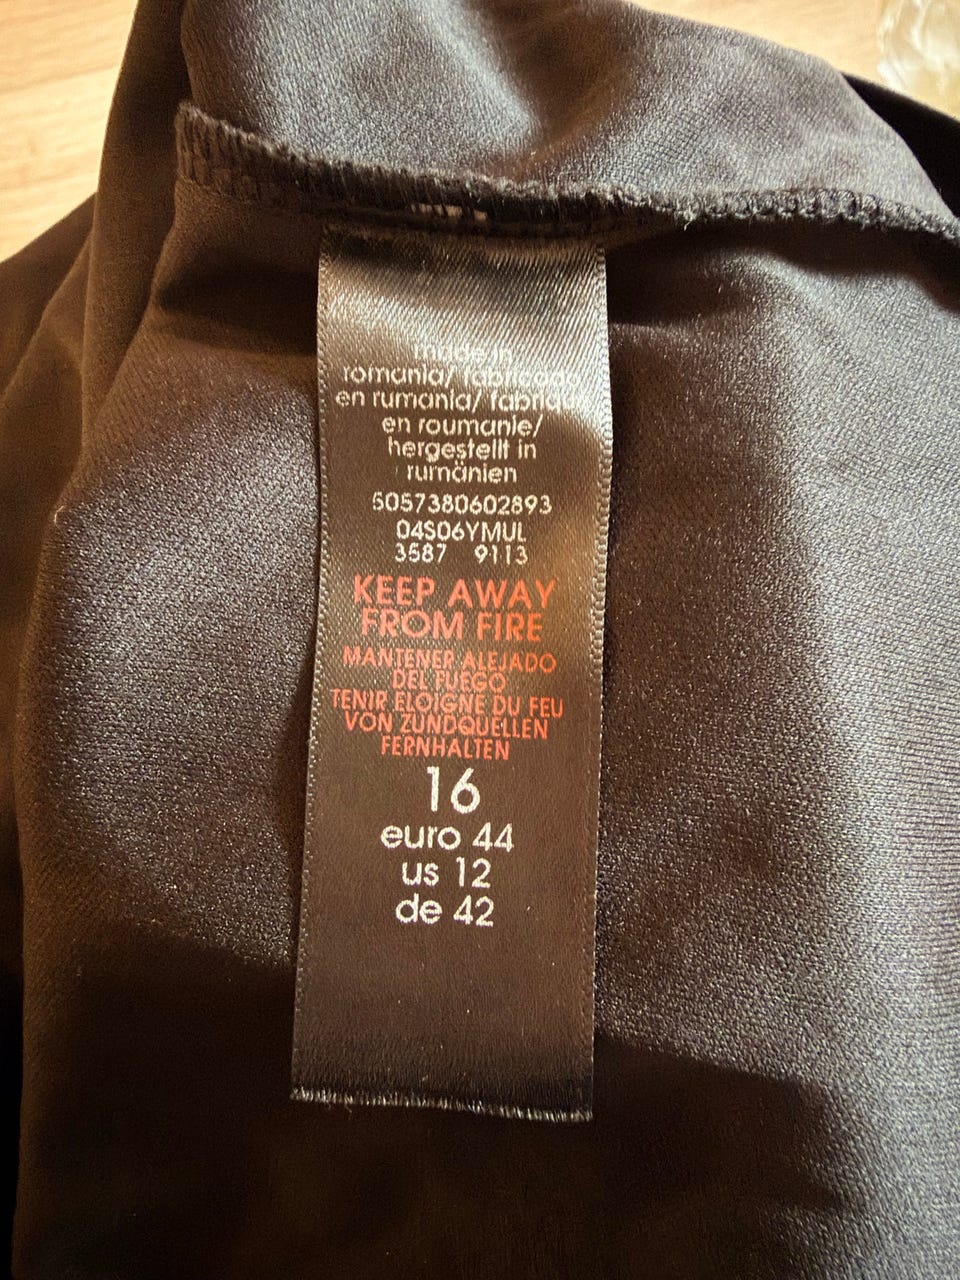 made in
romania/ fabricado
en rumania/ fabriqué
en roumanie/
hergestellt in
rumänien
5057380602893
04S06YMUL
3587 9113
KEEP AWAY
FROM FIRE
MANTENER ALEJADO
DEL FUEGO
TENIR ELOIGNE DU FEU
VON ZÜNDQUELLEN
FERNHALTEN
16
euro 44
us 12
de 42